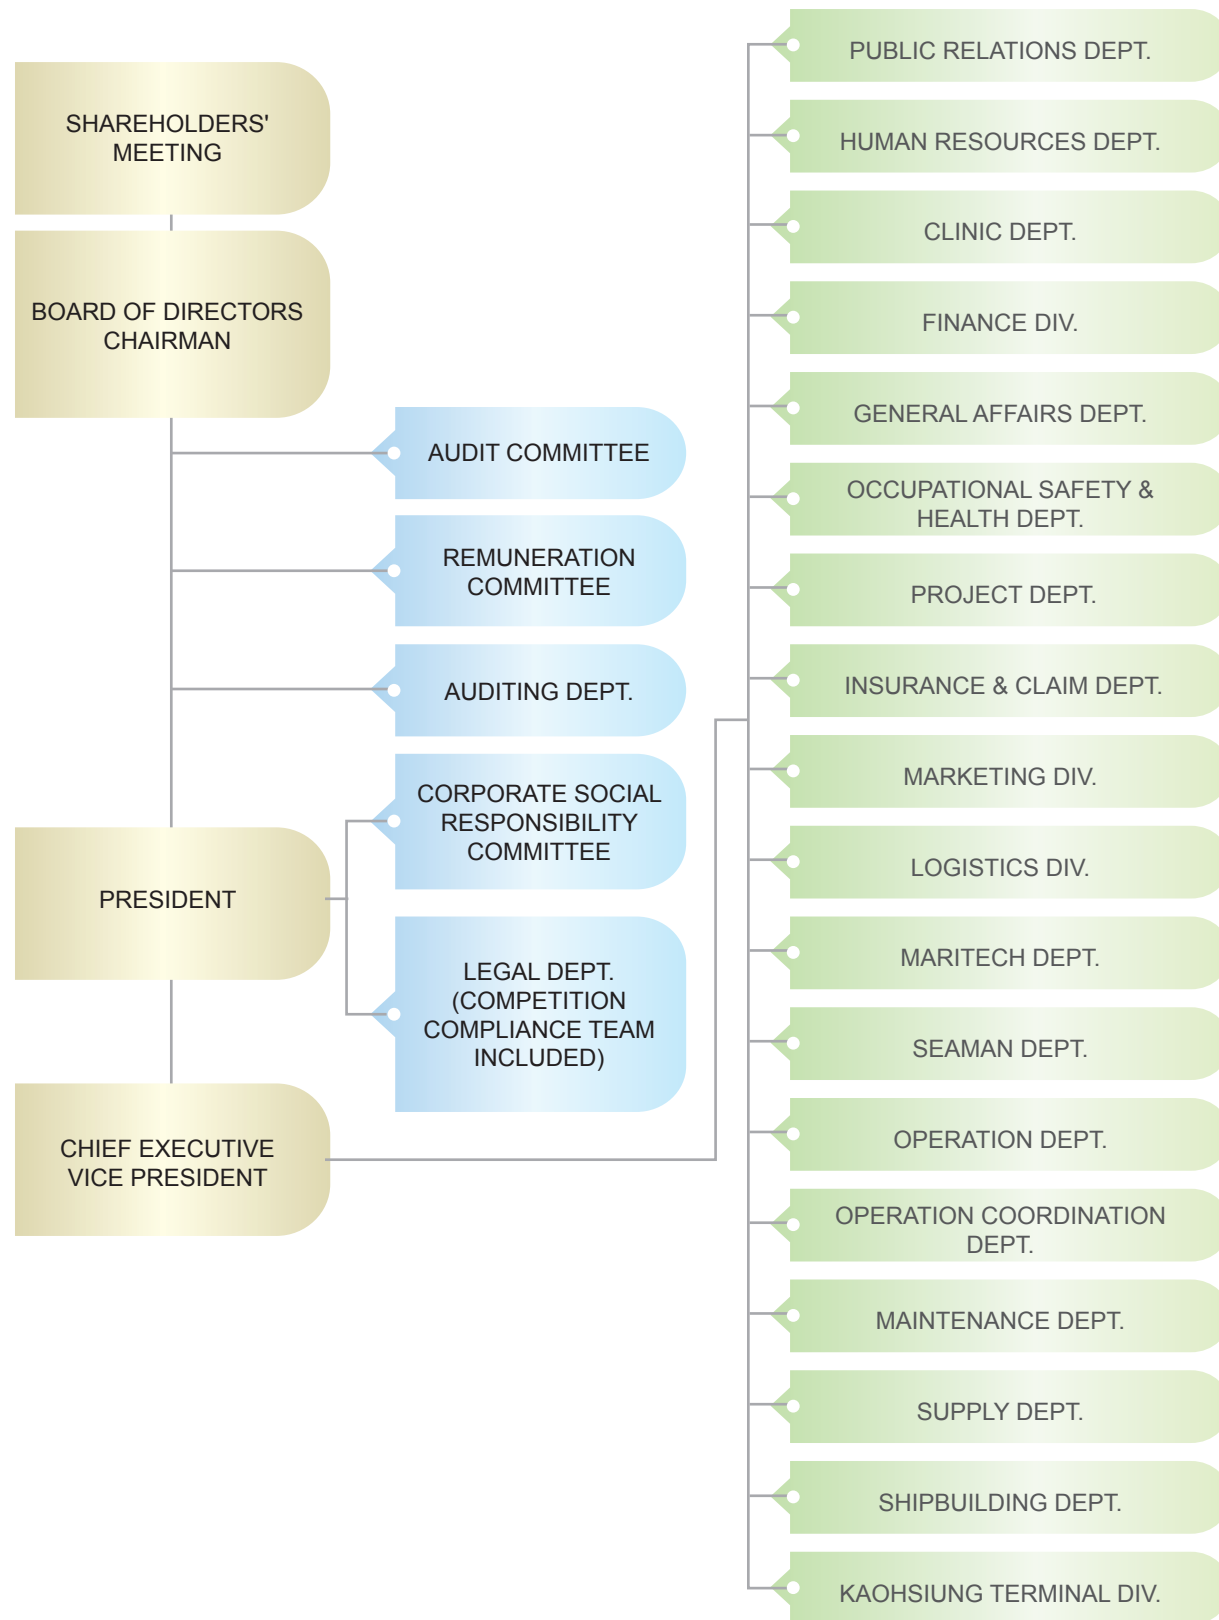 SHAREHOLDERS'
MEETING
BOARD OF DIRECTORS
CHAIRMAN
AUDIT COMMITTEE
REMUNERATION
COMMITTEE
AUDITING DEPT.
CORPORATE SOCIAL
RESPONSIBILITY
COMMITTEE
PRESIDENT
LEGAL DEPT.
(COMPETITION
COMPLIANCE TEAM
INCLUDED)
CHIEF EXECUTIVE
VICE PRESIDENT
PUBLIC RELATIONS DEPT.
HUMAN RESOURCES DEPT.
CLINIC DEPT.
FINANCE DIV.
GENERAL AFFAIRS DEPT.
OCCUPATIONAL SAFETY &
HEALTH DEPT.
PROJECT DEPT.
INSURANCE & CLAIM DEPT.
MARKETING DIV.
LOGISTICS DIV.
MARITECH DEPT.
SEAMAN DEPT.
OPERATION DEPT.
OPERATION COORDINATION
DEPT.
MAINTENANCE DEPT.
SUPPLY DEPT.
SHIPBUILDING DEPT.
KAOHSIUNG TERMINAL DIV.